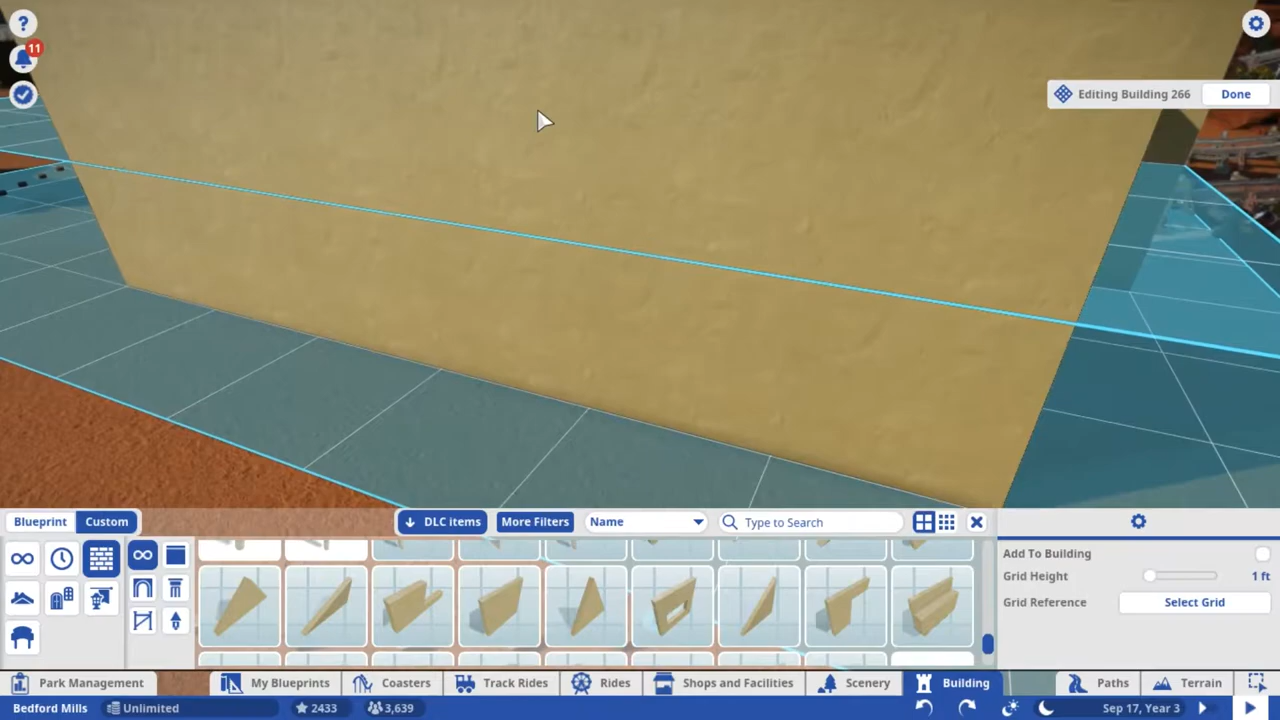 ?
11
Editing Building 266 Done
Blueprint Custom DLC items More Filters Name Type to Search
Add To Building
Grid Height 1 ft
Grid Reference Select Grid
Park Management My Blueprints Coasters Track Rides Rides Shops and Facilities Scenery Building Paths Terrain
Bedford Mills Unlimited 2433 3,639 Sep 17, Year 3